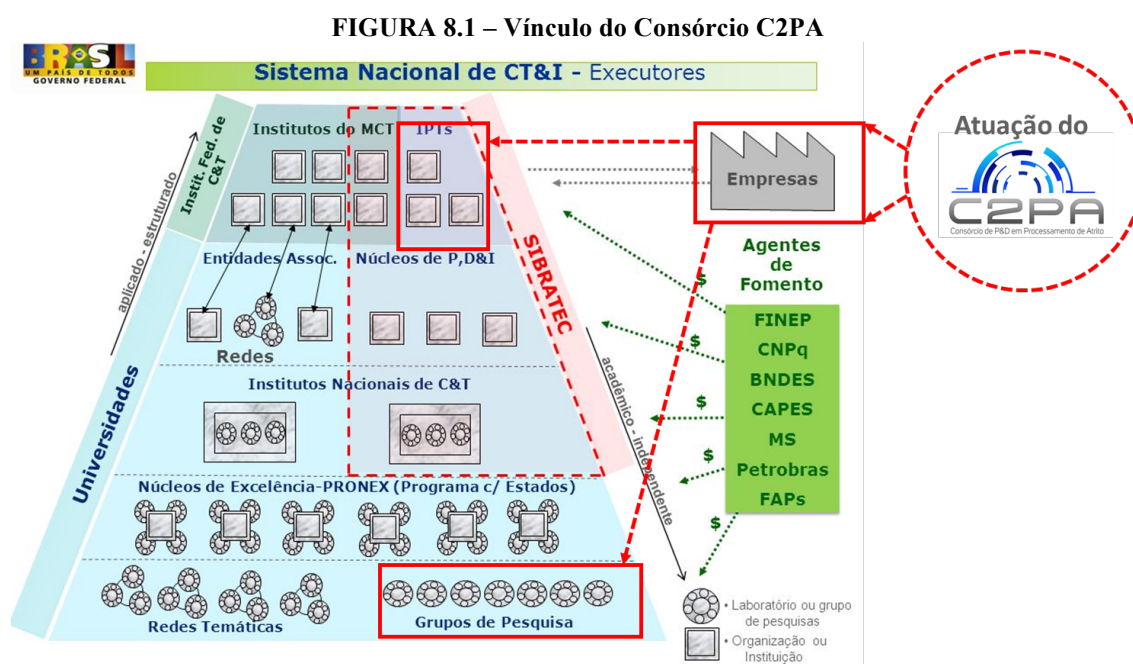 FIGURA 8.1 – Vínculo do Consórcio C2PA
BRASIL
UM PAÍS DE TODOS
GOVERNO FEDERAL
Sistema Nacional de CT&I - Executores
Instit. Fed. de
C&T
Institutos do MCT
IPTs
aplicado - estruturado
Entidades Assoc.
Núcleos de P,D&I
SIBRATEC
Redes
Institutos Nacionais de C&T
Universidades
acadêmico - independente
Núcleos de Excelência-PRONEX (Programa c/ Estados)
Redes Temáticas
Grupos de Pesquisa
Empresas
Atuação do
C2PA
Consórcio de P&D em Processamento de Atrito
Agentes
de
Fomento
$
FINEP
CNPq
$
BNDES
$
CAPES
MS
$
Petrobras
FAPs
$
• Laboratório ou grupo
de pesquisas
• Organização ou
Instituição